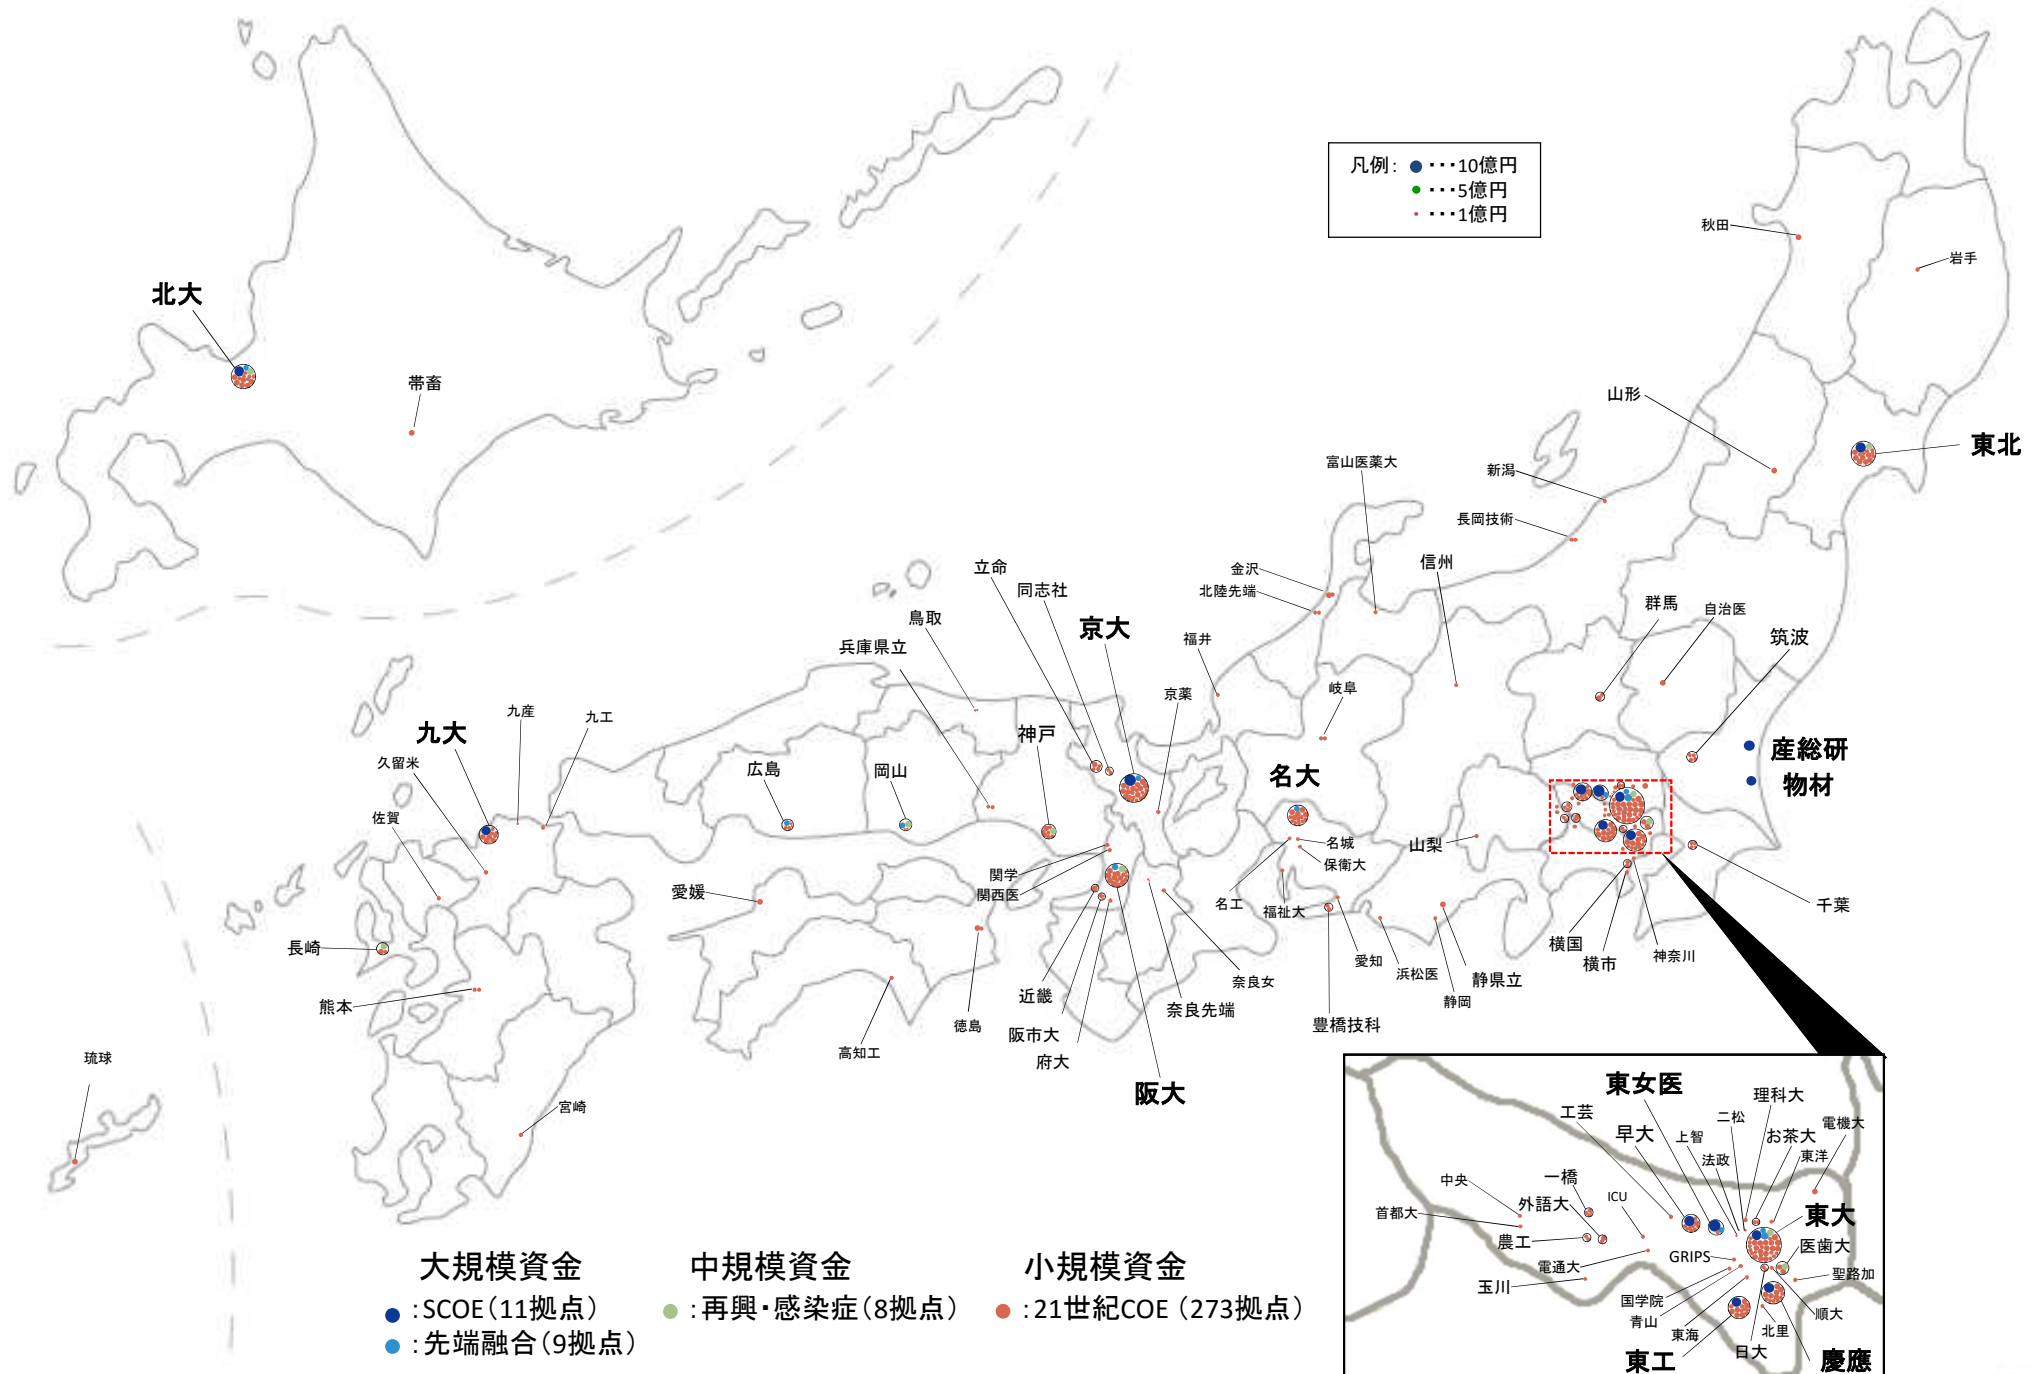 凡例： ●･･･10億円
●･･･5億円
･･･1億円
秋田
岩手
北大
帯畜
山形
東北
富山医薬大
新潟
長岡技術
信州
金沢
北陸先端
立命
同志社
鳥取
京大
兵庫県立
福井
群馬
自治医
筑波
京薬
岐阜
九産
九工
九大
神戸
久留米
広島
岡山
名大
産総研
物材
佐賀
名城
保衛大
山梨
関学
関西医
愛媛
名工
福祉大
千葉
長崎
横国
横市
神奈川
愛知
浜松医
静県立
静岡
奈良女
近畿
奈良先端
熊本
徳島
阪市大
豊橋技科
府大
高知工
琉球
阪大
宮崎
東女医
理科大
工芸
二松
電機大
早大
上智
お茶大
法政
東洋
一橋
中央
外語大
ICU
首都大
東大
農工
医歯大
GRIPS
電通大
聖路加
玉川
国学院
青山
順大
東海
北里
日大
東工
慶應
大規模資金
●：SCOE（11拠点）
●：先端融合（9拠点）
中規模資金
●：再興・感染症（8拠点）
小規模資金
●：21世紀COE （273拠点）